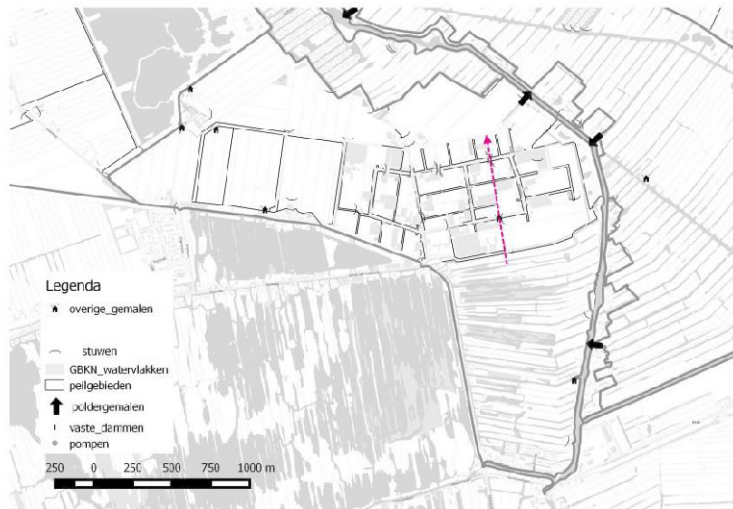 Legenda
overige_gemalen
stuwen
GBKN_watervlakken
peilgebieden
poldergemalen
vaste_dammen
pompen
250 0 250 500 750 1000 m